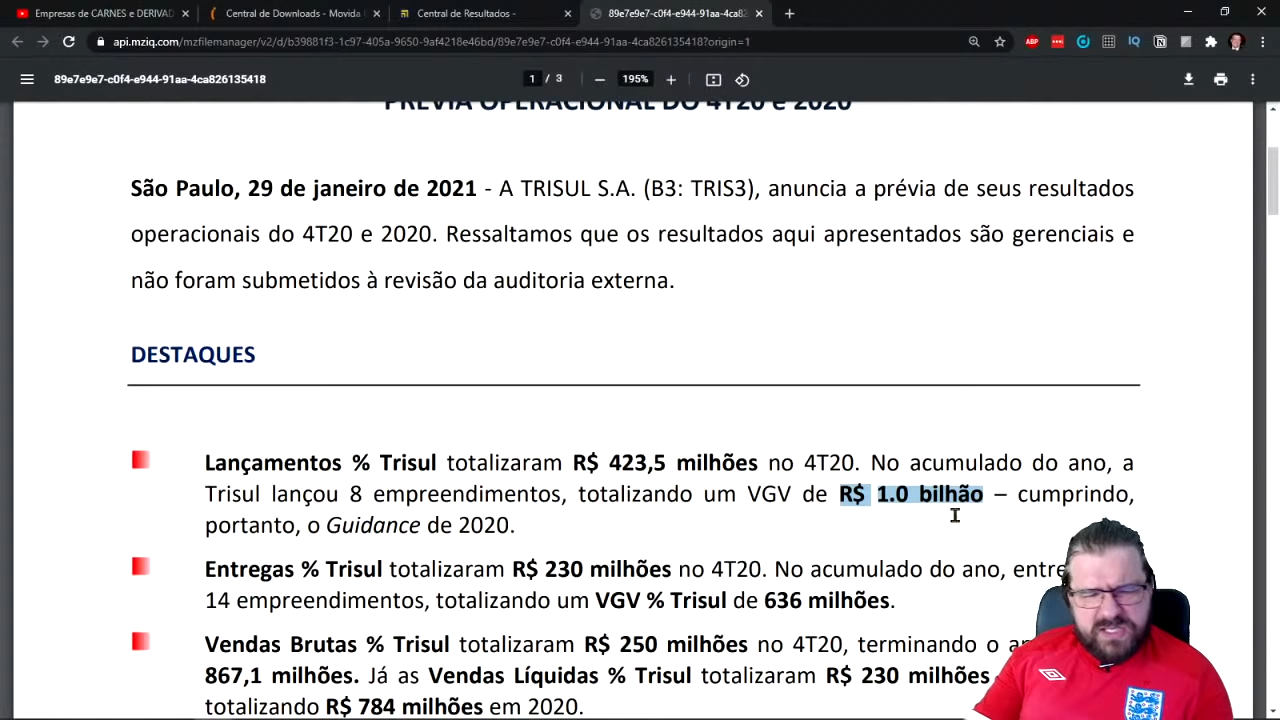 Empresas de CARNES e DERIVAD
Central de Downloads - Movida
Central de Resultados -
89e7e9e7-c0f4-e944-91aa-4ca82
api.mziq.com/mzfilemanager/v2/d/b39881f3-1c97-405a-9650-9af4218e46bd/89e7e9e7-c0f4-e944-91aa-4ca826135418?origin=1
ABP
IQ
89e7e9e7-c0f4-e944-91aa-4ca826135418
1 / 3
195%
PRÉVIA OPERACIONAL DO 4T20 e 2020
São Paulo, 29 de janeiro de 2021 - A TRISUL S.A. (B3: TRIS3), anuncia a prévia de seus resultados
operacionais do 4T20 e 2020. Ressaltamos que os resultados aqui apresentados são gerenciais e
não foram submetidos à revisão da auditoria externa.
DESTAQUES
Lançamentos % Trisul totalizaram R$ 423,5 milhões no 4T20. No acumulado do ano, a
Trisul lançou 8 empreendimentos, totalizando um VGV de R$ 1.0 bilhão – cumprindo,
portanto, o Guidance de 2020.
Entregas % Trisul totalizaram R$ 230 milhões no 4T20. No acumulado do ano, entre
14 empreendimentos, totalizando um VGV % Trisul de 636 milhões.
Vendas Brutas % Trisul totalizaram R$ 250 milhões no 4T20, terminando o
867,1 milhões. Já as Vendas Líquidas % Trisul totalizaram R$ 230 milhões
totalizando R$ 784 milhões em 2020.